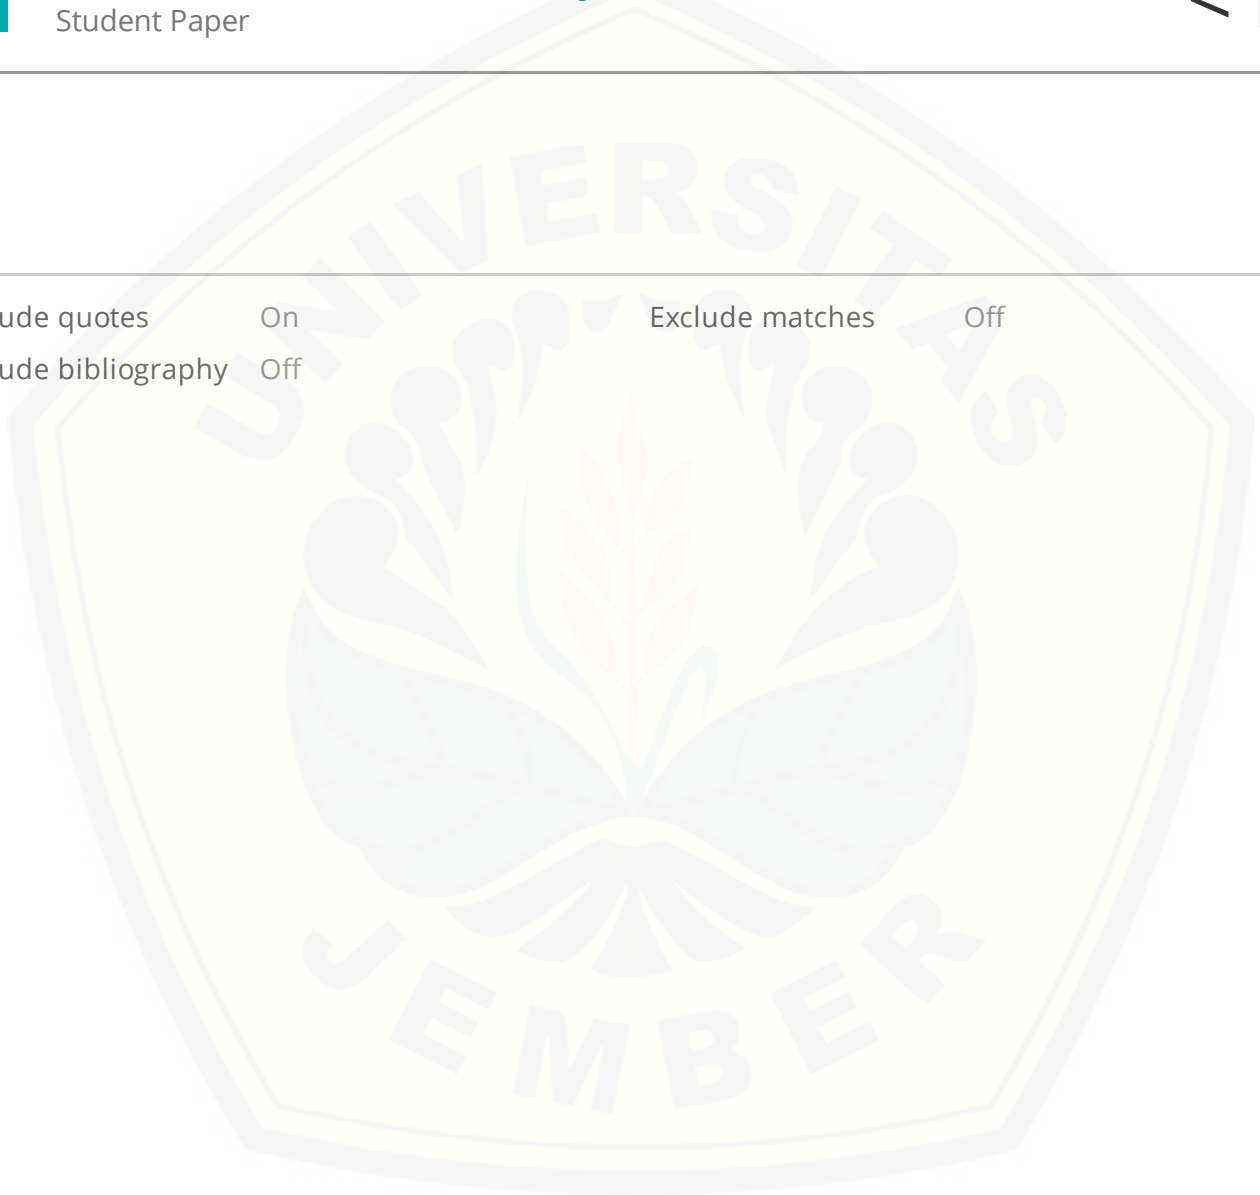 Student Paper
ude quotes On Exclude matches Off
ude bibliography Off
UNIVERSITAS
JEMBER